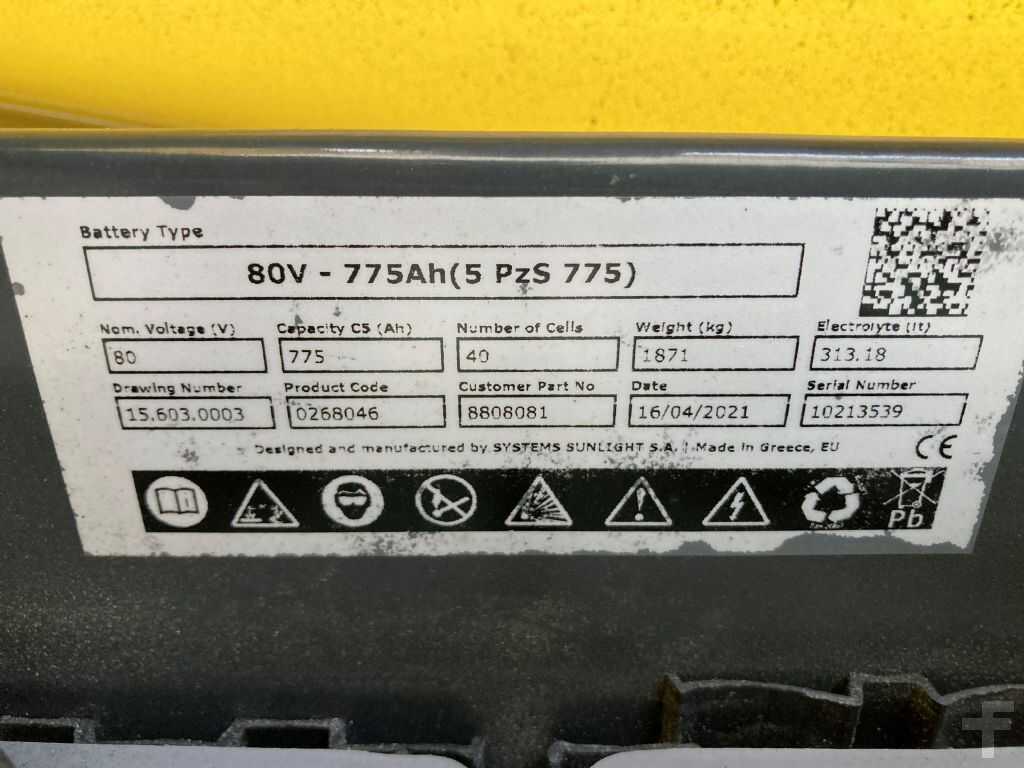 Battery Type
80V - 775Ah(5 PzS 775)
Nom. Voltage (V) Capacity C5 (Ah) Number of Cells Weight (kg) Electrolyte (lt)
80 775 40 1871 313.18
Drawing Number Product Code Customer Part No Date Serial Number
15.603.0003 0268046 8808081 16/04/2021 10213539
Designed and manufactured by SYSTEMS SUNLIGHT S.A. | Made in Greece, EU
CE
Pb